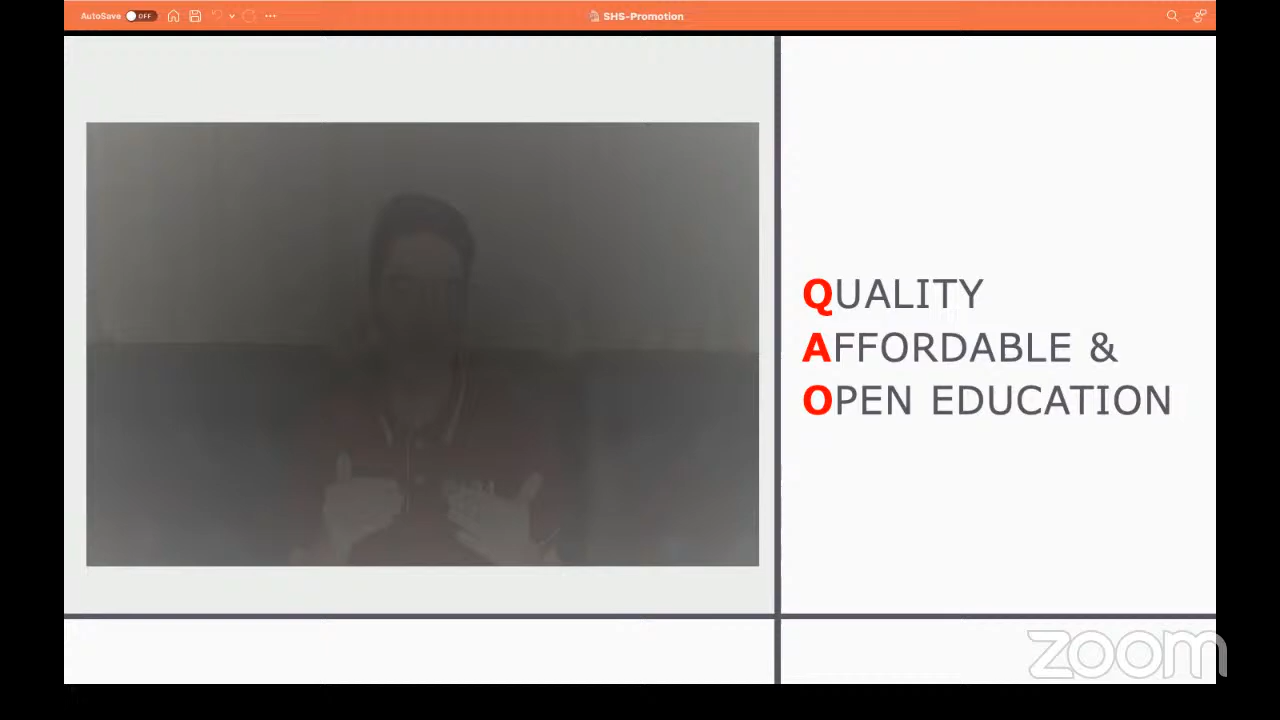 AutoSave OFF
SHS-Promotion
QUALITY
AFFORDABLE &
OPEN EDUCATION
zoom